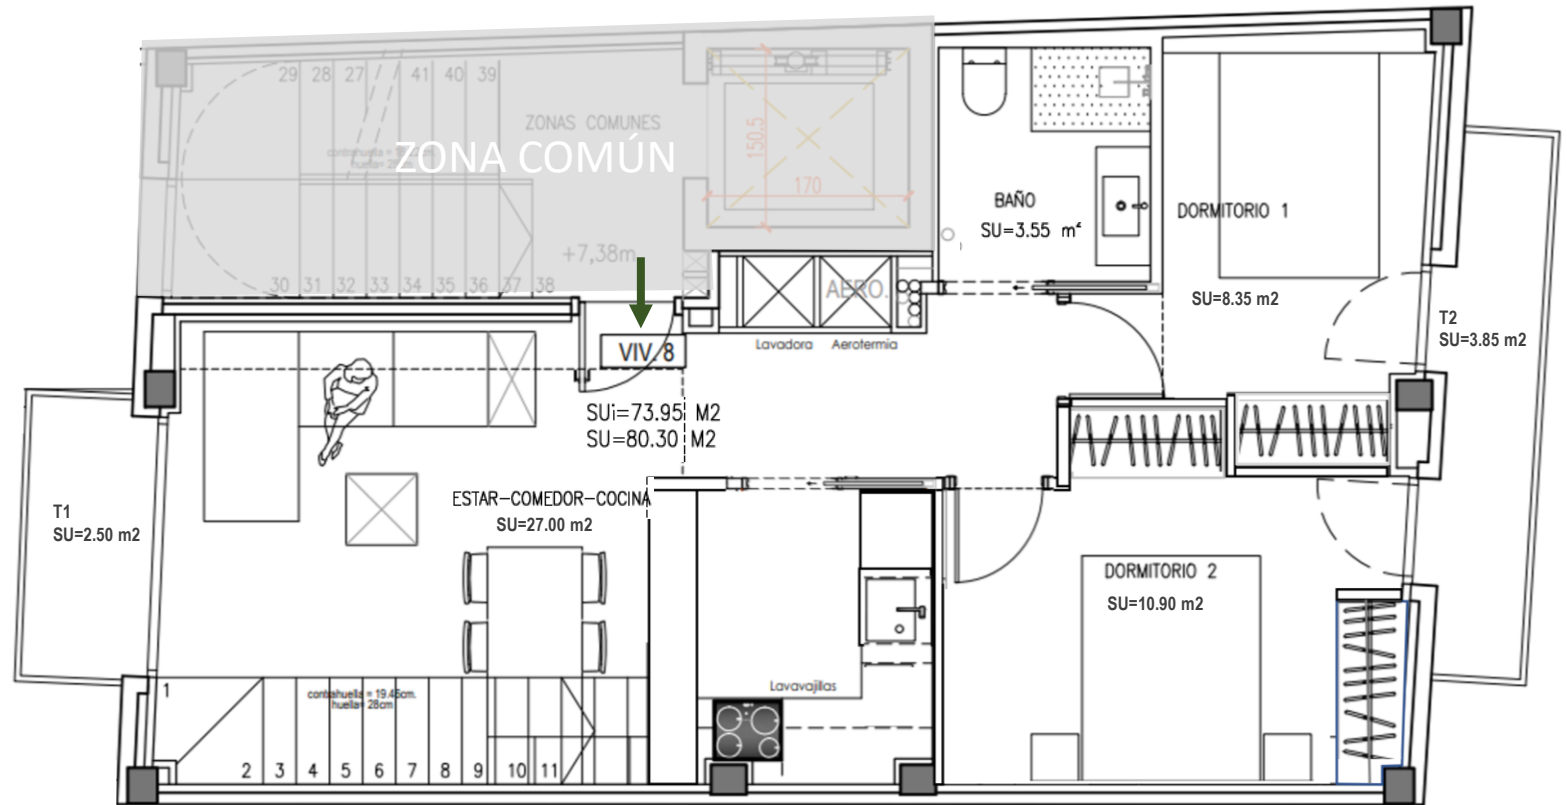 29 28 27 41 40 39
ZONAS COMUNES
ZONA COMÚN
huella= 28cm
150.5
170
+7,38m
30 31 32 33 34 35 36 37 38
BAÑO
SU=3.55 m²
DORMITORIO 1
SU=8.35 m2
T2
SU=3.85 m2
AERO.
Lavadora Aerotermia
VIV. 8
SUi=73.95 M2
SU=80.30 M2
ESTAR-COMEDOR-COCINA
SU=27.00 m2
T1
SU=2.50 m2
DORMITORIO 2
SU=10.90 m2
Lavavajillas
1
contrahuella = 19.45cm.
huella= 28cm
2 3 4 5 6 7 8 9 10 11